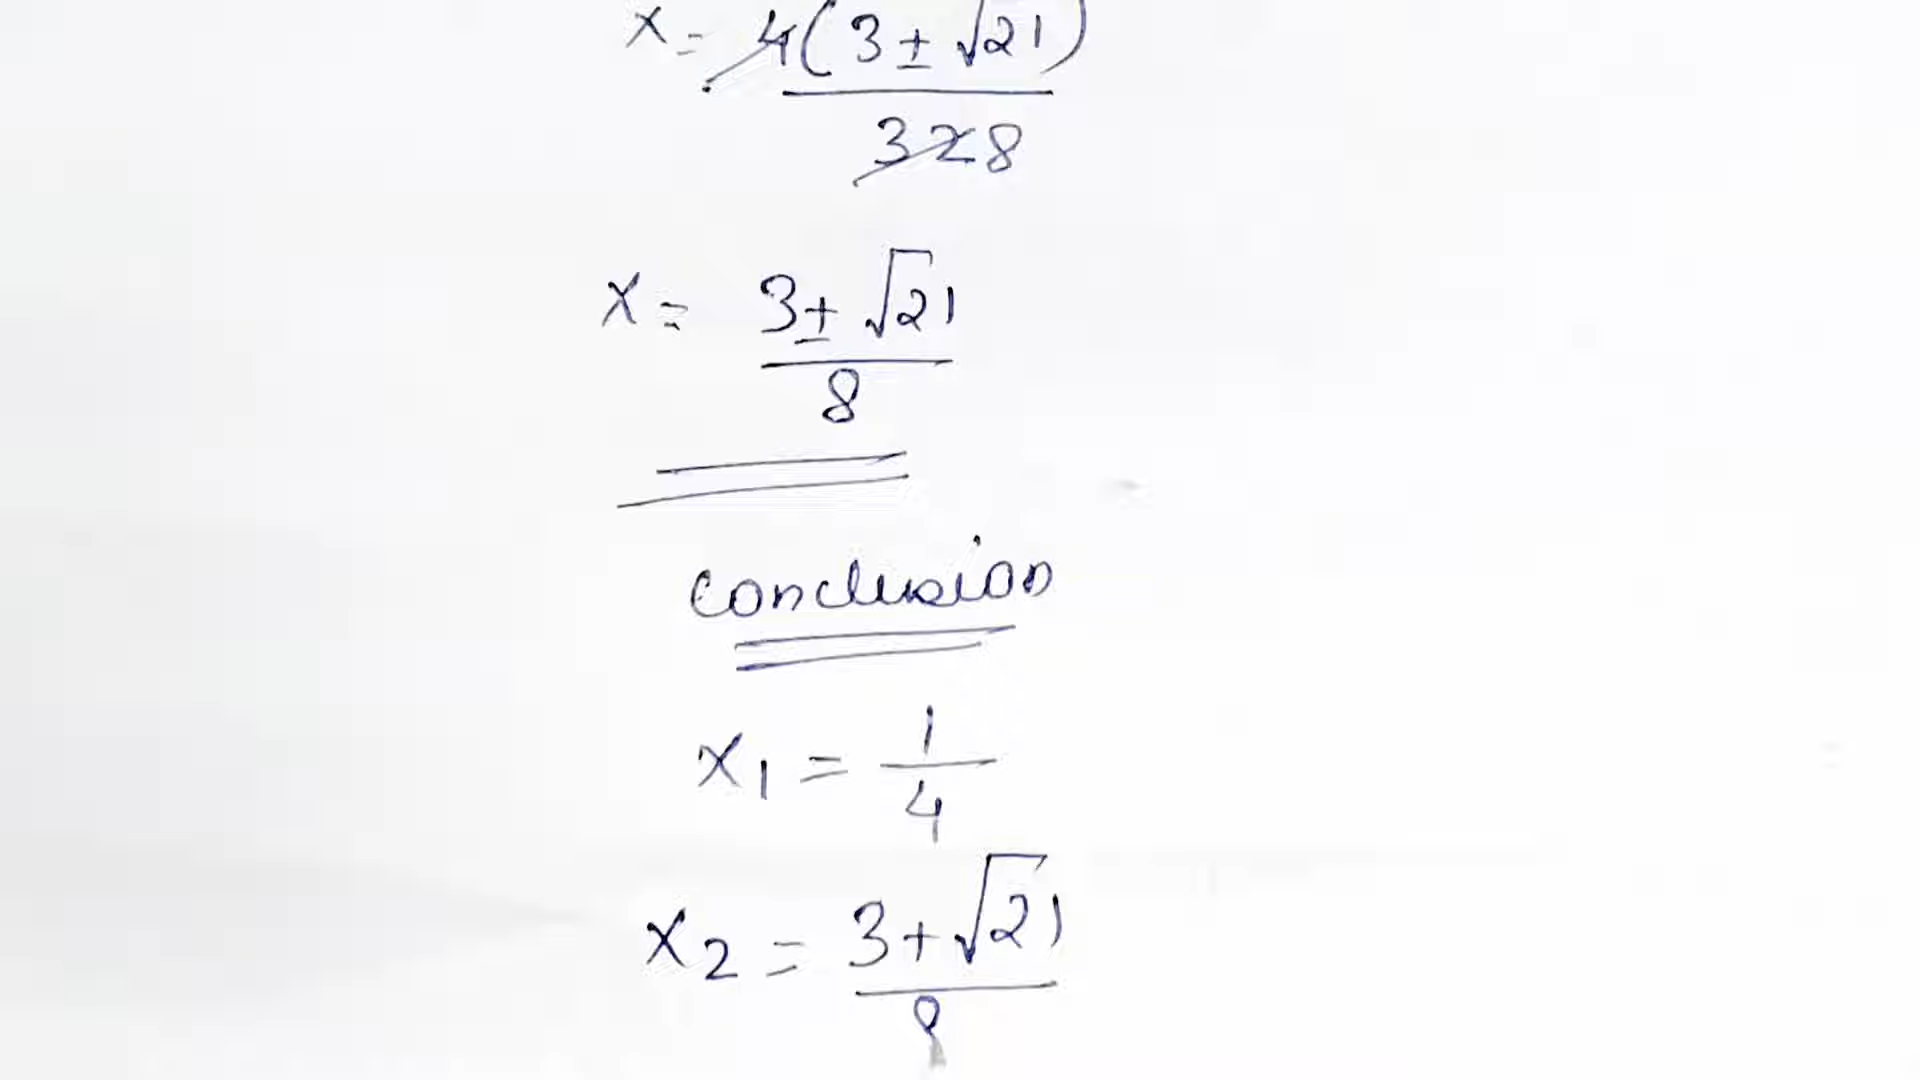 x = 4(3 ± √21)
32 × 8
x = 3 ± √21
8
conclusion
x₁ = 1
4
x₂ = 3 + √21
8